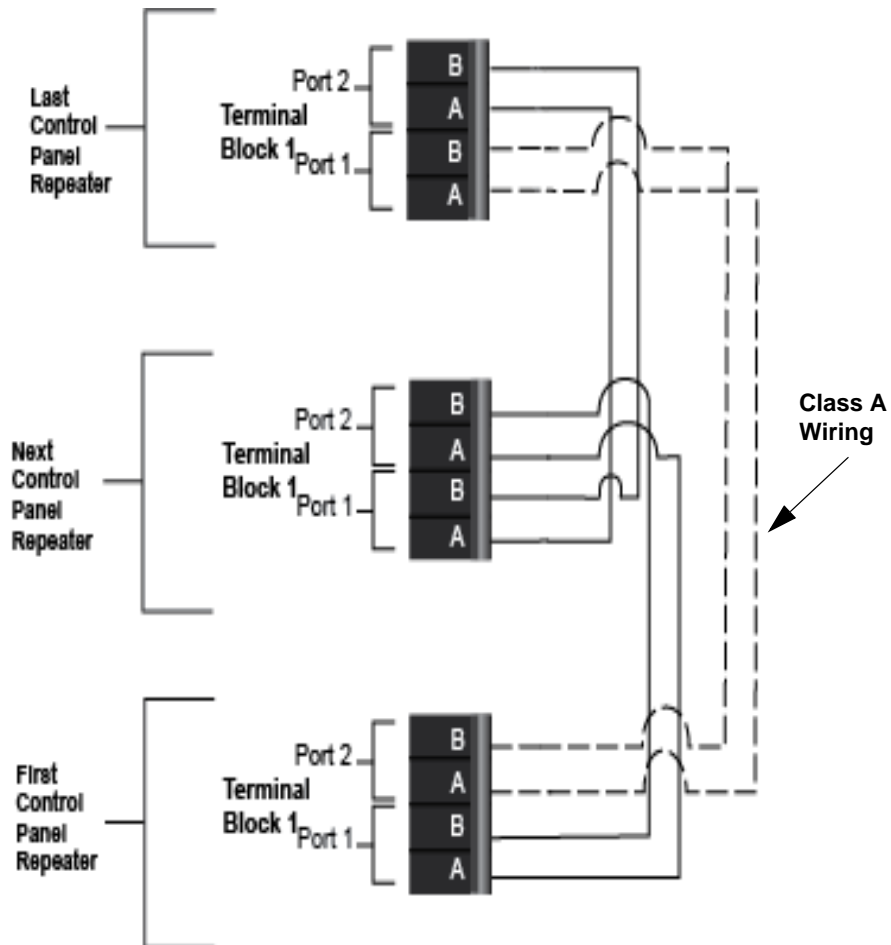 Last
Control
Panel
Repeater
Terminal
Block 1
Port 2
Port 1
B
A
B
A
Next
Control
Panel
Repeater
Terminal
Block 1
Port 2
Port 1
B
A
B
A
Class A
Wiring
First
Control
Panel
Repeater
Terminal
Block 1
Port 2
Port 1
B
A
B
A